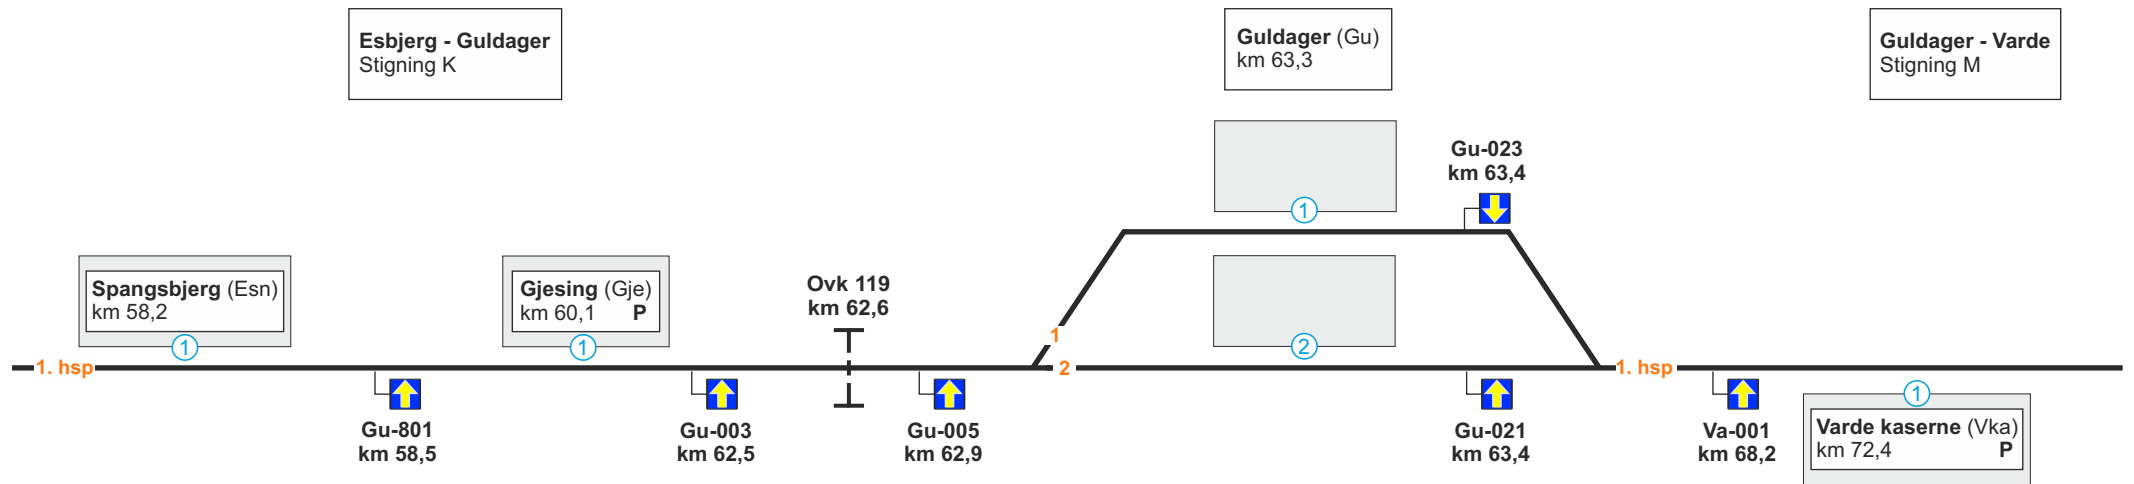 Esbjerg - Guldager
Stigning K
Guldager (Gu)
km 63,3
Guldager - Varde
Stigning M
Gu-023
km 63,4
1
Spangsbjerg (Esn)
km 58,2
1
Gjesing (Gje)
km 60,1 P
1
Ovk 119
km 62,6
1
2
1. hsp
2
1. hsp
Gu-801
km 58,5
Gu-003
km 62,5
Gu-005
km 62,9
Gu-021
km 63,4
Va-001
km 68,2
1
Varde kaserne (Vka)
km 72,4 P